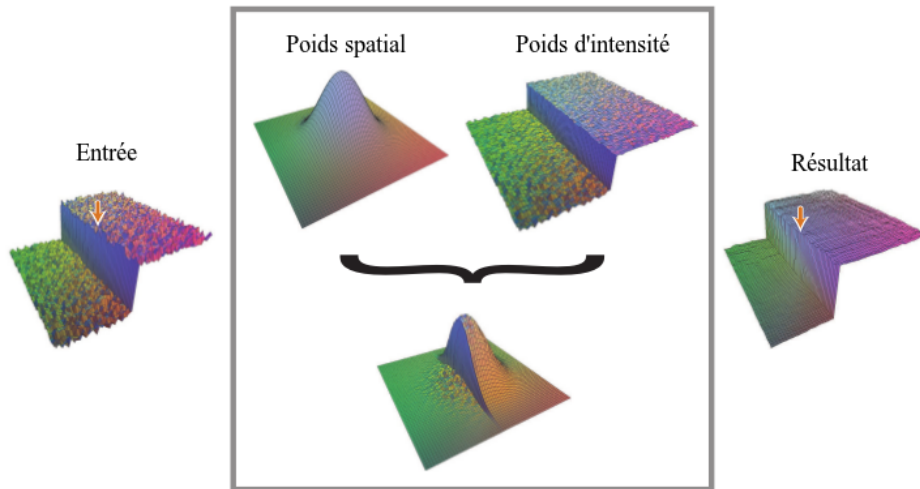 Poids spatial
Poids d'intensité
Entrée
Résultat